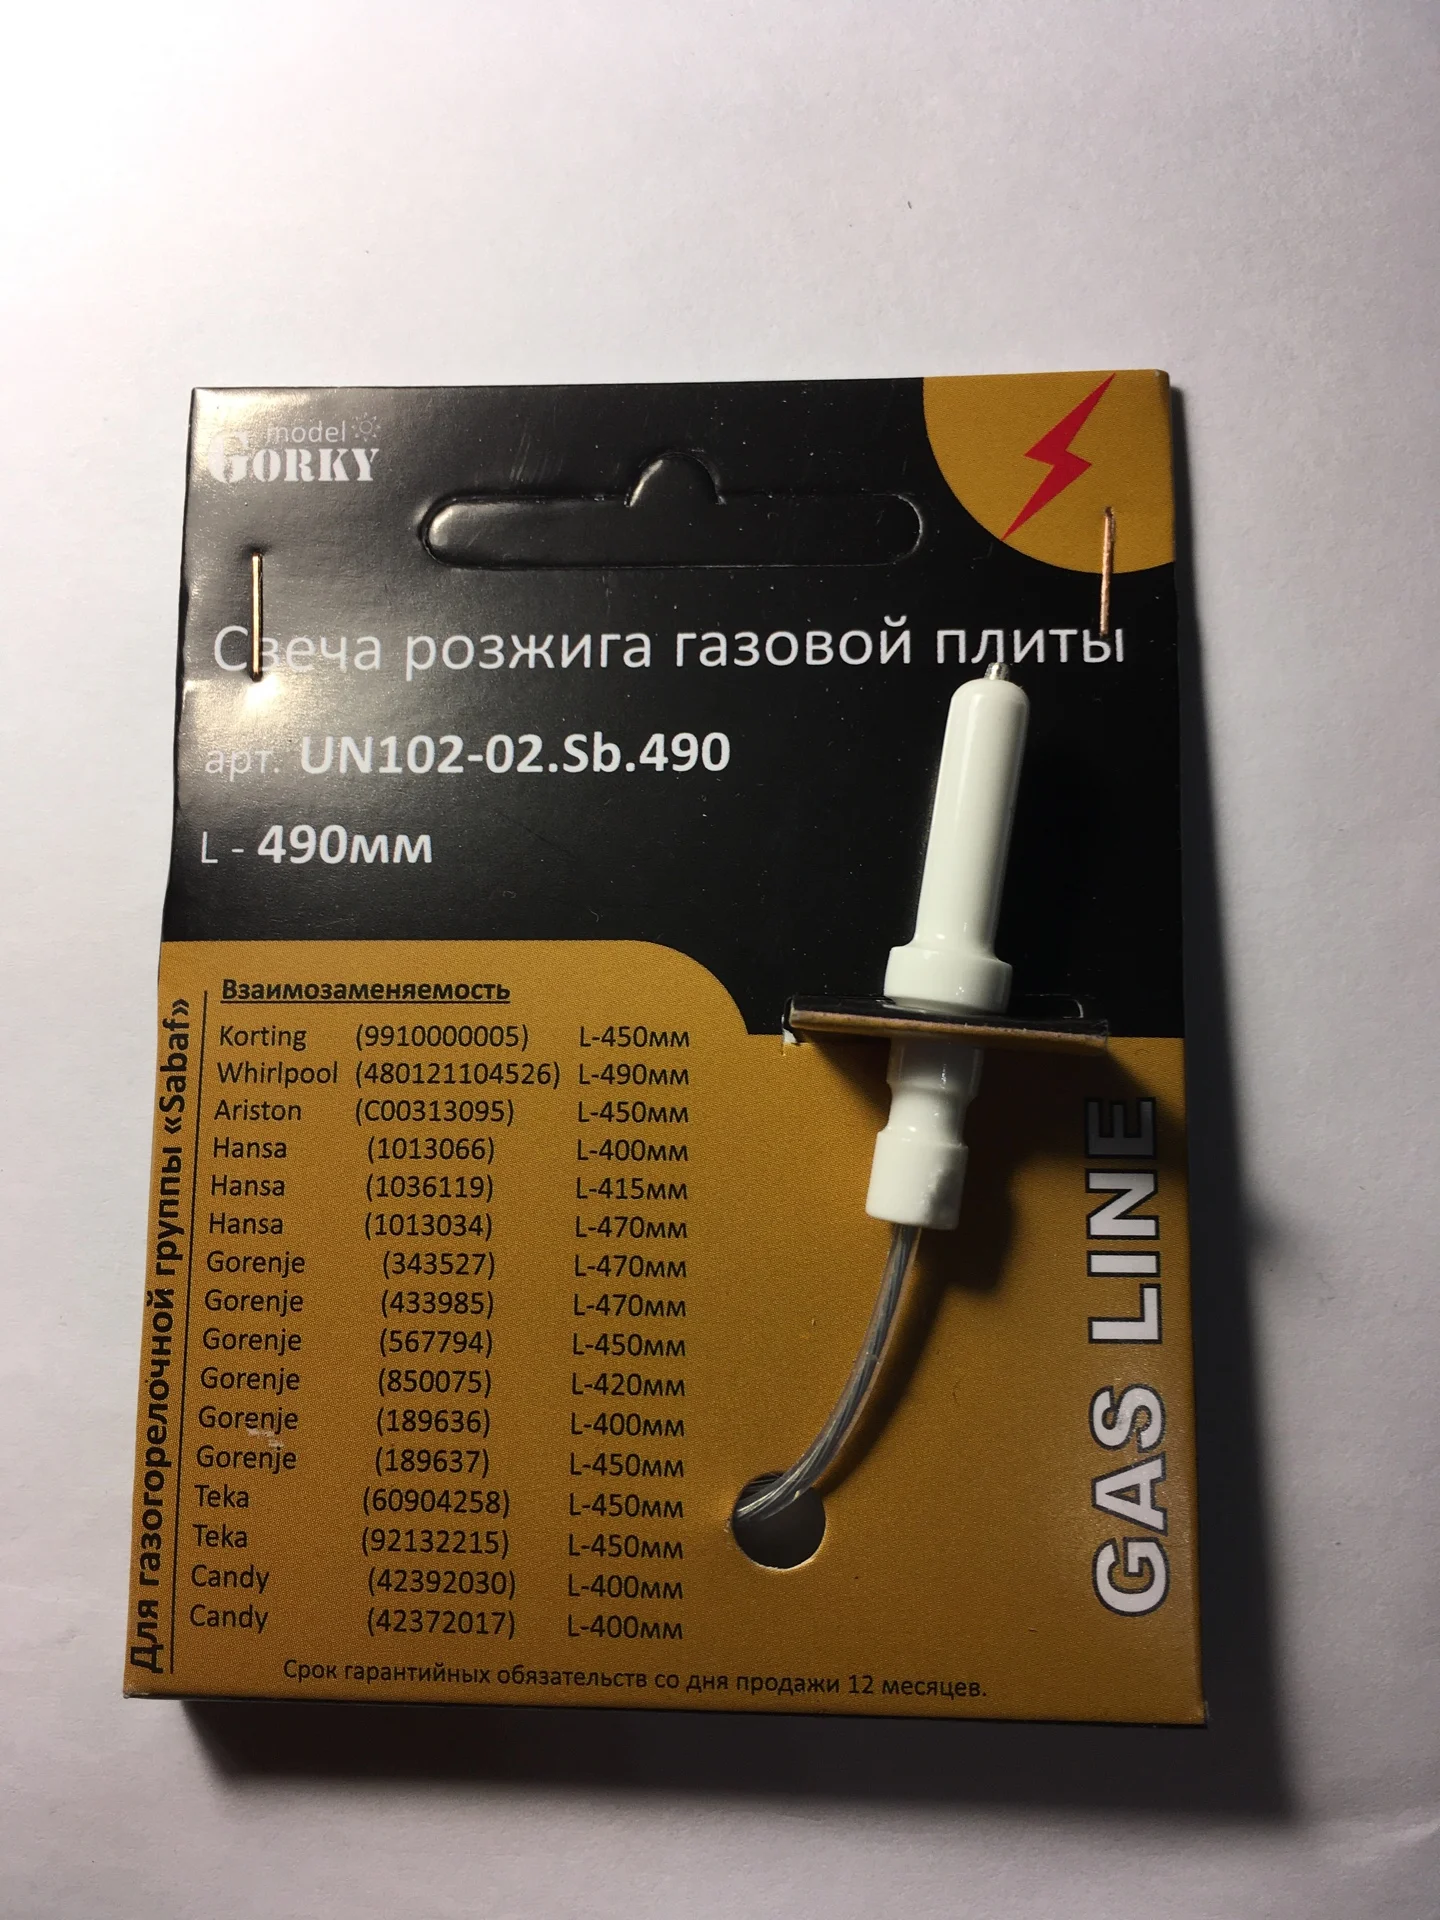 model
GORKY
Свеча розжига газовой плиты
арт. UN102-02.Sb.490
L - 490мм
Взаимозаменяемость
Korting (9910000005) L-450мм
Whirlpool (480121104526) L-490мм
Ariston (C00313095) L-450мм
Hansa (1013066) L-400мм
Hansa (1036119) L-415мм
Hansa (1013034) L-470мм
Gorenje (343527) L-470мм
Gorenje (433985) L-470мм
Gorenje (567794) L-450мм
Gorenje (850075) L-420мм
Gorenje (189636) L-400мм
Gorenje (189637) L-450мм
Teka (60904258) L-450мм
Teka (92132215) L-450мм
Candy (42392030) L-400мм
Candy (42372017) L-400мм
Срок гарантийных обязательств со дня продажи 12 месяцев.
Для газогорелочной группы «Sabaf»
GAS LINE